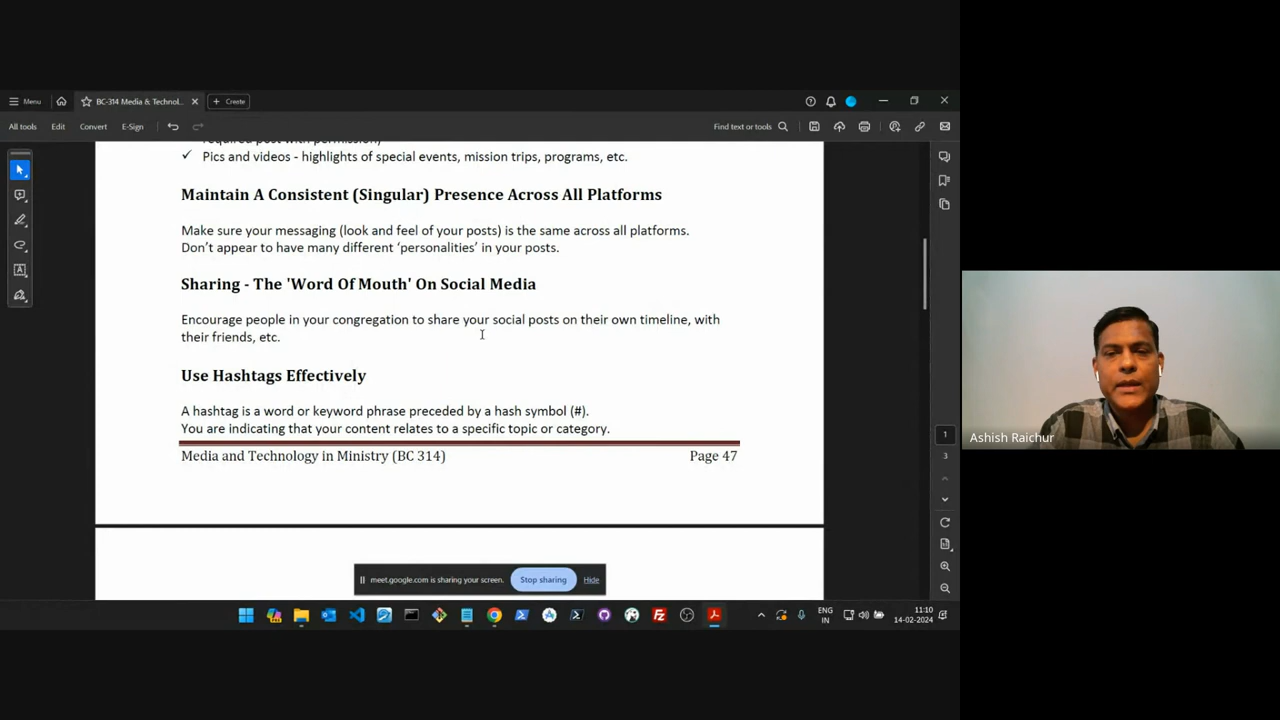 Menu
BC-314 Media & Technol...
+ Create
All tools
Edit
Convert
E-Sign
Find text or tools
required post with permission)
✓ Pics and videos - highlights of special events, mission trips, programs, etc.
Maintain A Consistent (Singular) Presence Across All Platforms
Make sure your messaging (look and feel of your posts) is the same across all platforms.
Don't appear to have many different 'personalities' in your posts.
Sharing - The 'Word Of Mouth' On Social Media
Encourage people in your congregation to share your social posts on their own timeline, with
their friends, etc.
Use Hashtags Effectively
A hashtag is a word or keyword phrase preceded by a hash symbol (#).
You are indicating that your content relates to a specific topic or category.
Media and Technology in Ministry (BC 314)
Page 47
1
3
Ashish Raichur
meet.google.com is sharing your screen.
Stop sharing
Hide
ENG
IN
11:10
14-02-2024